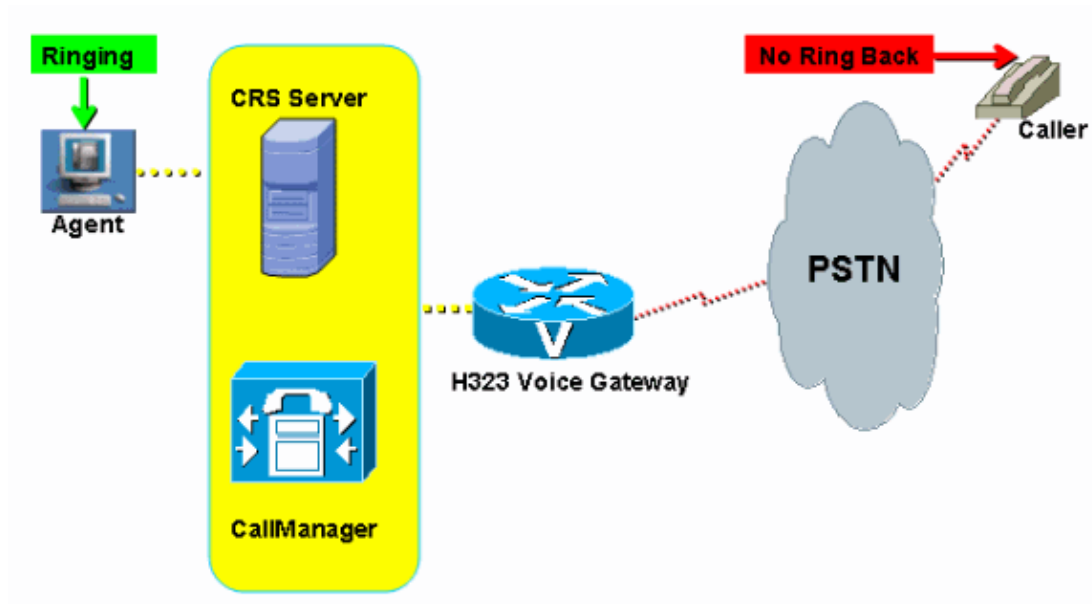 Ringing
No Ring Back
CRS Server
Caller
Agent
PSTN
V
H323 Voice Gateway
CallManager